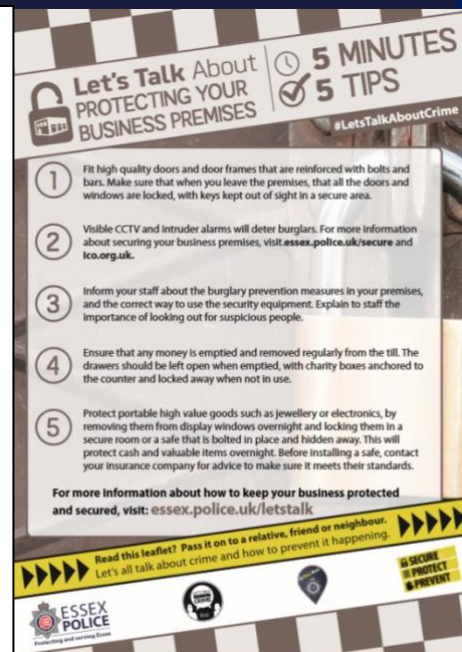 Let's Talk About
PROTECTING YOUR
BUSINESS PREMISES
5 MINUTES
5 TIPS
#LetsTalkAboutCrime
1
Fit high quality doors and door frames that are reinforced with bolts and
bars. Make sure that when you leave the premises, that all the doors and
windows are locked, with keys kept out of sight in a secure area.
2
Visible CCTV and intruder alarms will deter burglars. For more information
about securing your business premises, visit.essex.police.uk/secure and
ico.org.uk.
3
Inform your staff about the burglary prevention measures in your premises,
and the correct way to use the security equipment. Explain to staff the
importance of looking out for suspicious people.
4
Ensure that any money is emptied and removed regularly from the till. The
drawers should be left open when emptied, with charity boxes anchored to
the counter and locked away when not in use.
5
Protect portable high value goods such as jewellery or electronics, by
removing them from display windows overnight and locking them in a
secure room or a safe that is bolted in place and hidden away. This will
protect cash and valuable items overnight. Before installing a safe, contact
your insurance company for advice to make sure it meets their standards.
For more information about how to keep your business protected
and secured, visit: essex.police.uk/letstalk
Read this leaflet? Pass it on to a relative, friend or neighbour.
Let's all talk about crime and how to prevent it happening.
ESSEX
POLICE
Protecting and serving Essex
SECURE
PROTECT
PREVENT